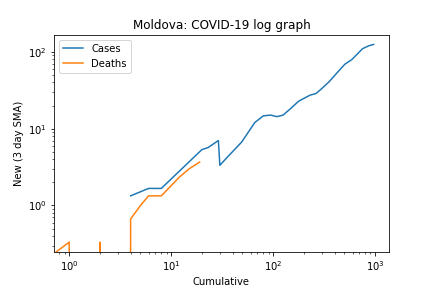 Moldova: COVID-19 log graph
Cases
Deaths
New (3 day SMA)
10²
10¹
10⁰
10⁰ 10¹ 10² 10³
Cumulative